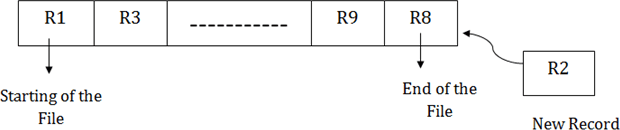 R1 R3 ----------- R9 R8
R2
Starting of the
File
End of the
File
New Record